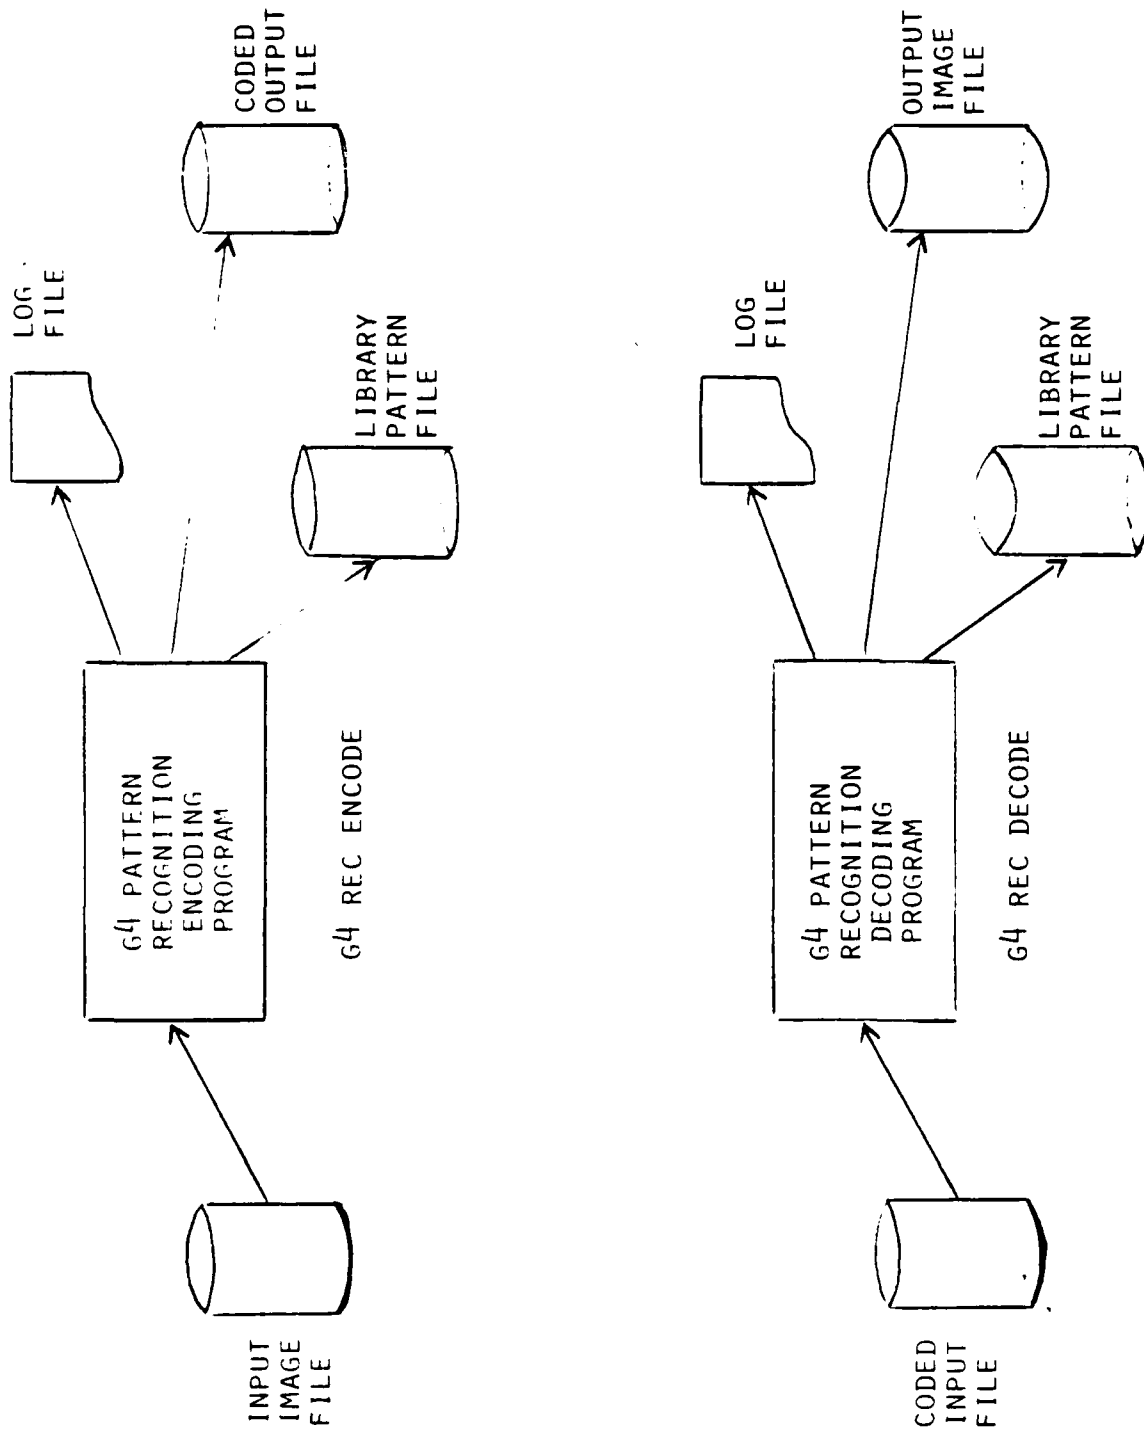 INPUT
IMAGE
FILE
G4 PATTERN
RECOGNITION
ENCODING
PROGRAM
G4 REC ENCODE
LOG
FILE
LIBRARY
PATTERN
FILE
CODED
OUTPUT
FILE
CODED
INPUT
FILE
G4 PATTERN
RECOGNITION
DECODING
PROGRAM
G4 REC DECODE
LOG
FILE
LIBRARY
PATTERN
FILE
OUTPUT
IMAGE
FILE